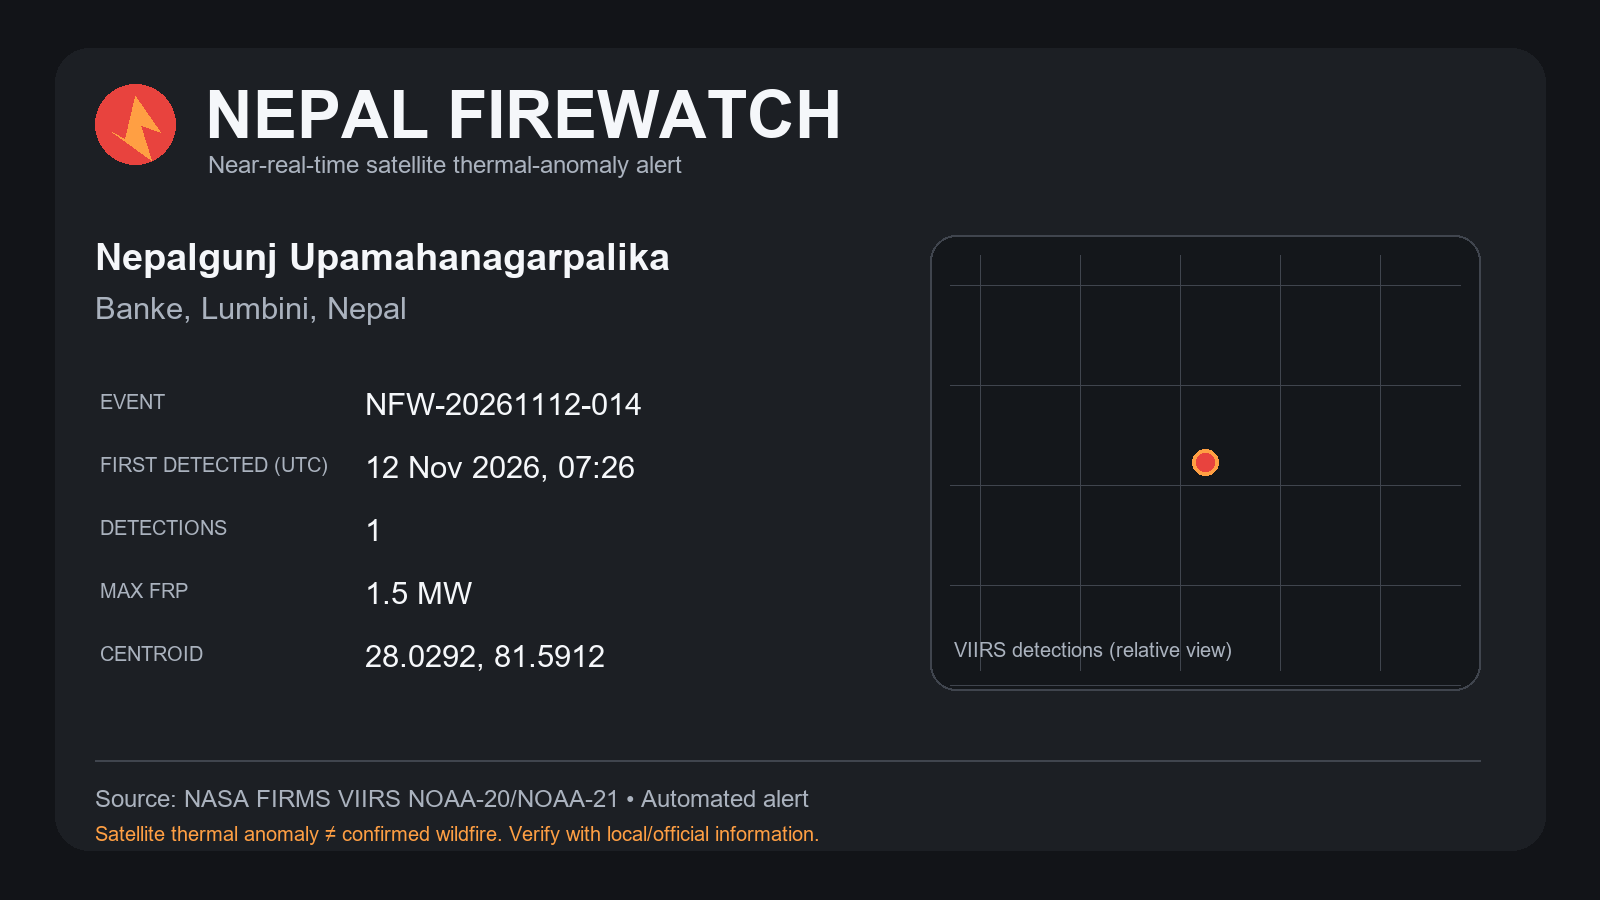 NEPAL FIREWATCH
Near-real-time satellite thermal-anomaly alert
Nepalgunj Upamahanagarpalika
Banke, Lumbini, Nepal
EVENT NFW-20261112-014
FIRST DETECTED (UTC) 12 Nov 2026, 07:26
DETECTIONS 1
MAX FRP 1.5 MW
CENTROID 28.0292, 81.5912
VIIRS detections (relative view)
Source: NASA FIRMS VIIRS NOAA-20/NOAA-21 • Automated alert
Satellite thermal anomaly ≠ confirmed wildfire. Verify with local/official information.